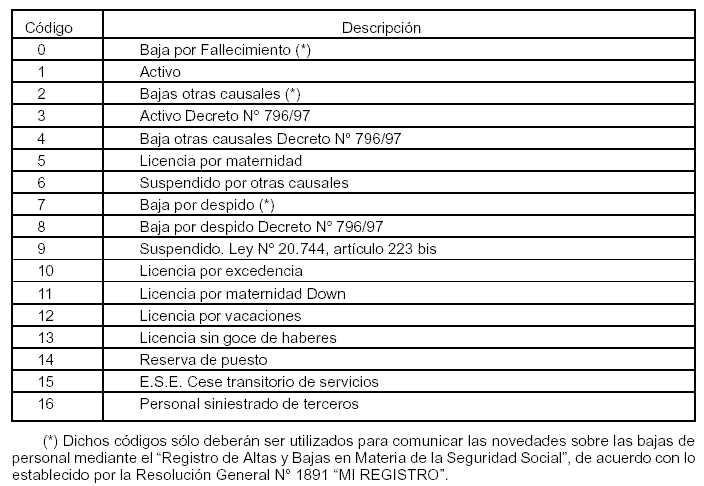 Código Descripción
0 Baja por Fallecimiento (*)
1 Activo
2 Bajas otras causales (*)
3 Activo Decreto Nº 796/97
4 Baja otras causales Decreto Nº 796/97
5 Licencia por maternidad
6 Suspendido por otras causales
7 Baja por despido (*)
8 Baja por despido Decreto Nº 796/97
9 Suspendido. Ley Nº 20.744, artículo 223 bis
10 Licencia por excedencia
11 Licencia por maternidad Down
12 Licencia por vacaciones
13 Licencia sin goce de haberes
14 Reserva de puesto
15 E.S.E. Cese transitorio de servicios
16 Personal siniestrado de terceros
(*) Dichos códigos sólo deberán ser utilizados para comunicar las novedades sobre las bajas de
personal mediante el “Registro de Altas y Bajas en Materia de la Seguridad Social”, de acuerdo con lo
establecido por la Resolución General Nº 1891 “MI REGISTRO”.